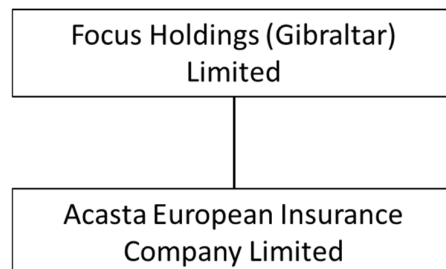 Focus Holdings (Gibraltar)
Limited
Acasta European Insurance
Company Limited